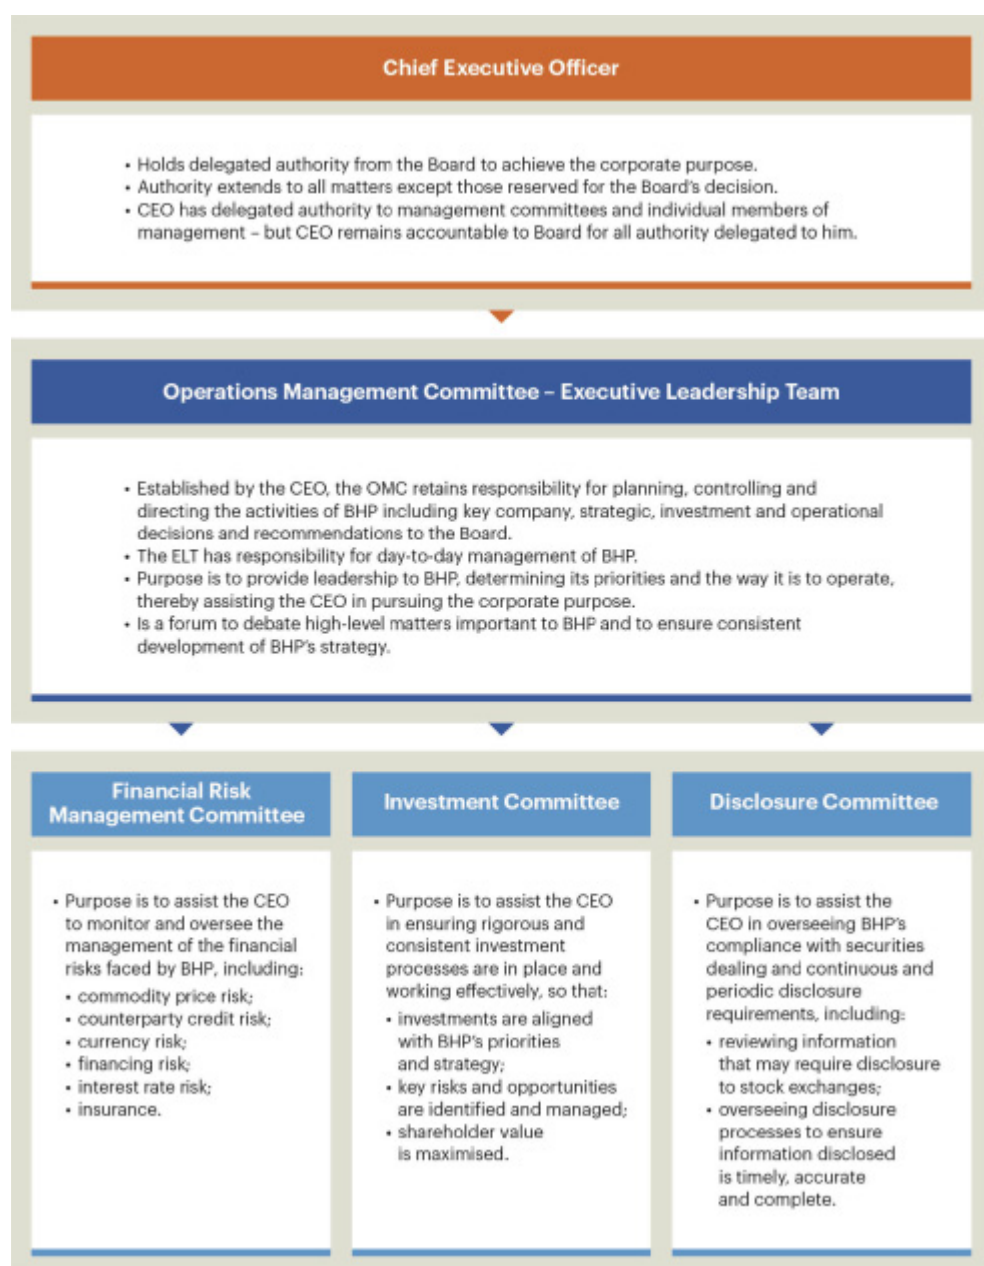 Chief Executive Officer
• Holds delegated authority from the Board to achieve the corporate purpose.
• Authority extends to all matters except those reserved for the Board's decision.
• CEO has delegated authority to management committees and individual members of
management – but CEO remains accountable to Board for all authority delegated to him.
Operations Management Committee – Executive Leadership Team
• Established by the CEO, the OMC retains responsibility for planning, controlling and
directing the activities of BHP including key company, strategic, investment and operational
decisions and recommendations to the Board.
• The ELT has responsibility for day-to-day management of BHP.
• Purpose is to provide leadership to BHP, determining its priorities and the way it is to operate,
thereby assisting the CEO in pursuing the corporate purpose.
• Is a forum to debate high-level matters important to BHP and to ensure consistent
development of BHP's strategy.
Financial Risk
Management Committee
• Purpose is to assist the CEO
to monitor and oversee the
management of the financial
risks faced by BHP, including:
• commodity price risk;
• counterparty credit risk;
• currency risk;
• financing risk;
• interest rate risk;
• insurance.
Investment Committee
• Purpose is to assist the CEO
in ensuring rigorous and
consistent investment
processes are in place and
working effectively, so that:
• investments are aligned
with BHP's priorities
and strategy;
• key risks and opportunities
are identified and managed;
• shareholder value
is maximised.
Disclosure Committee
• Purpose is to assist the
CEO in overseeing BHP's
compliance with securities
dealing and continuous and
periodic disclosure
requirements, including:
• reviewing information
that may require disclosure
to stock exchanges;
• overseeing disclosure
processes to ensure
information disclosed
is timely, accurate
and complete.